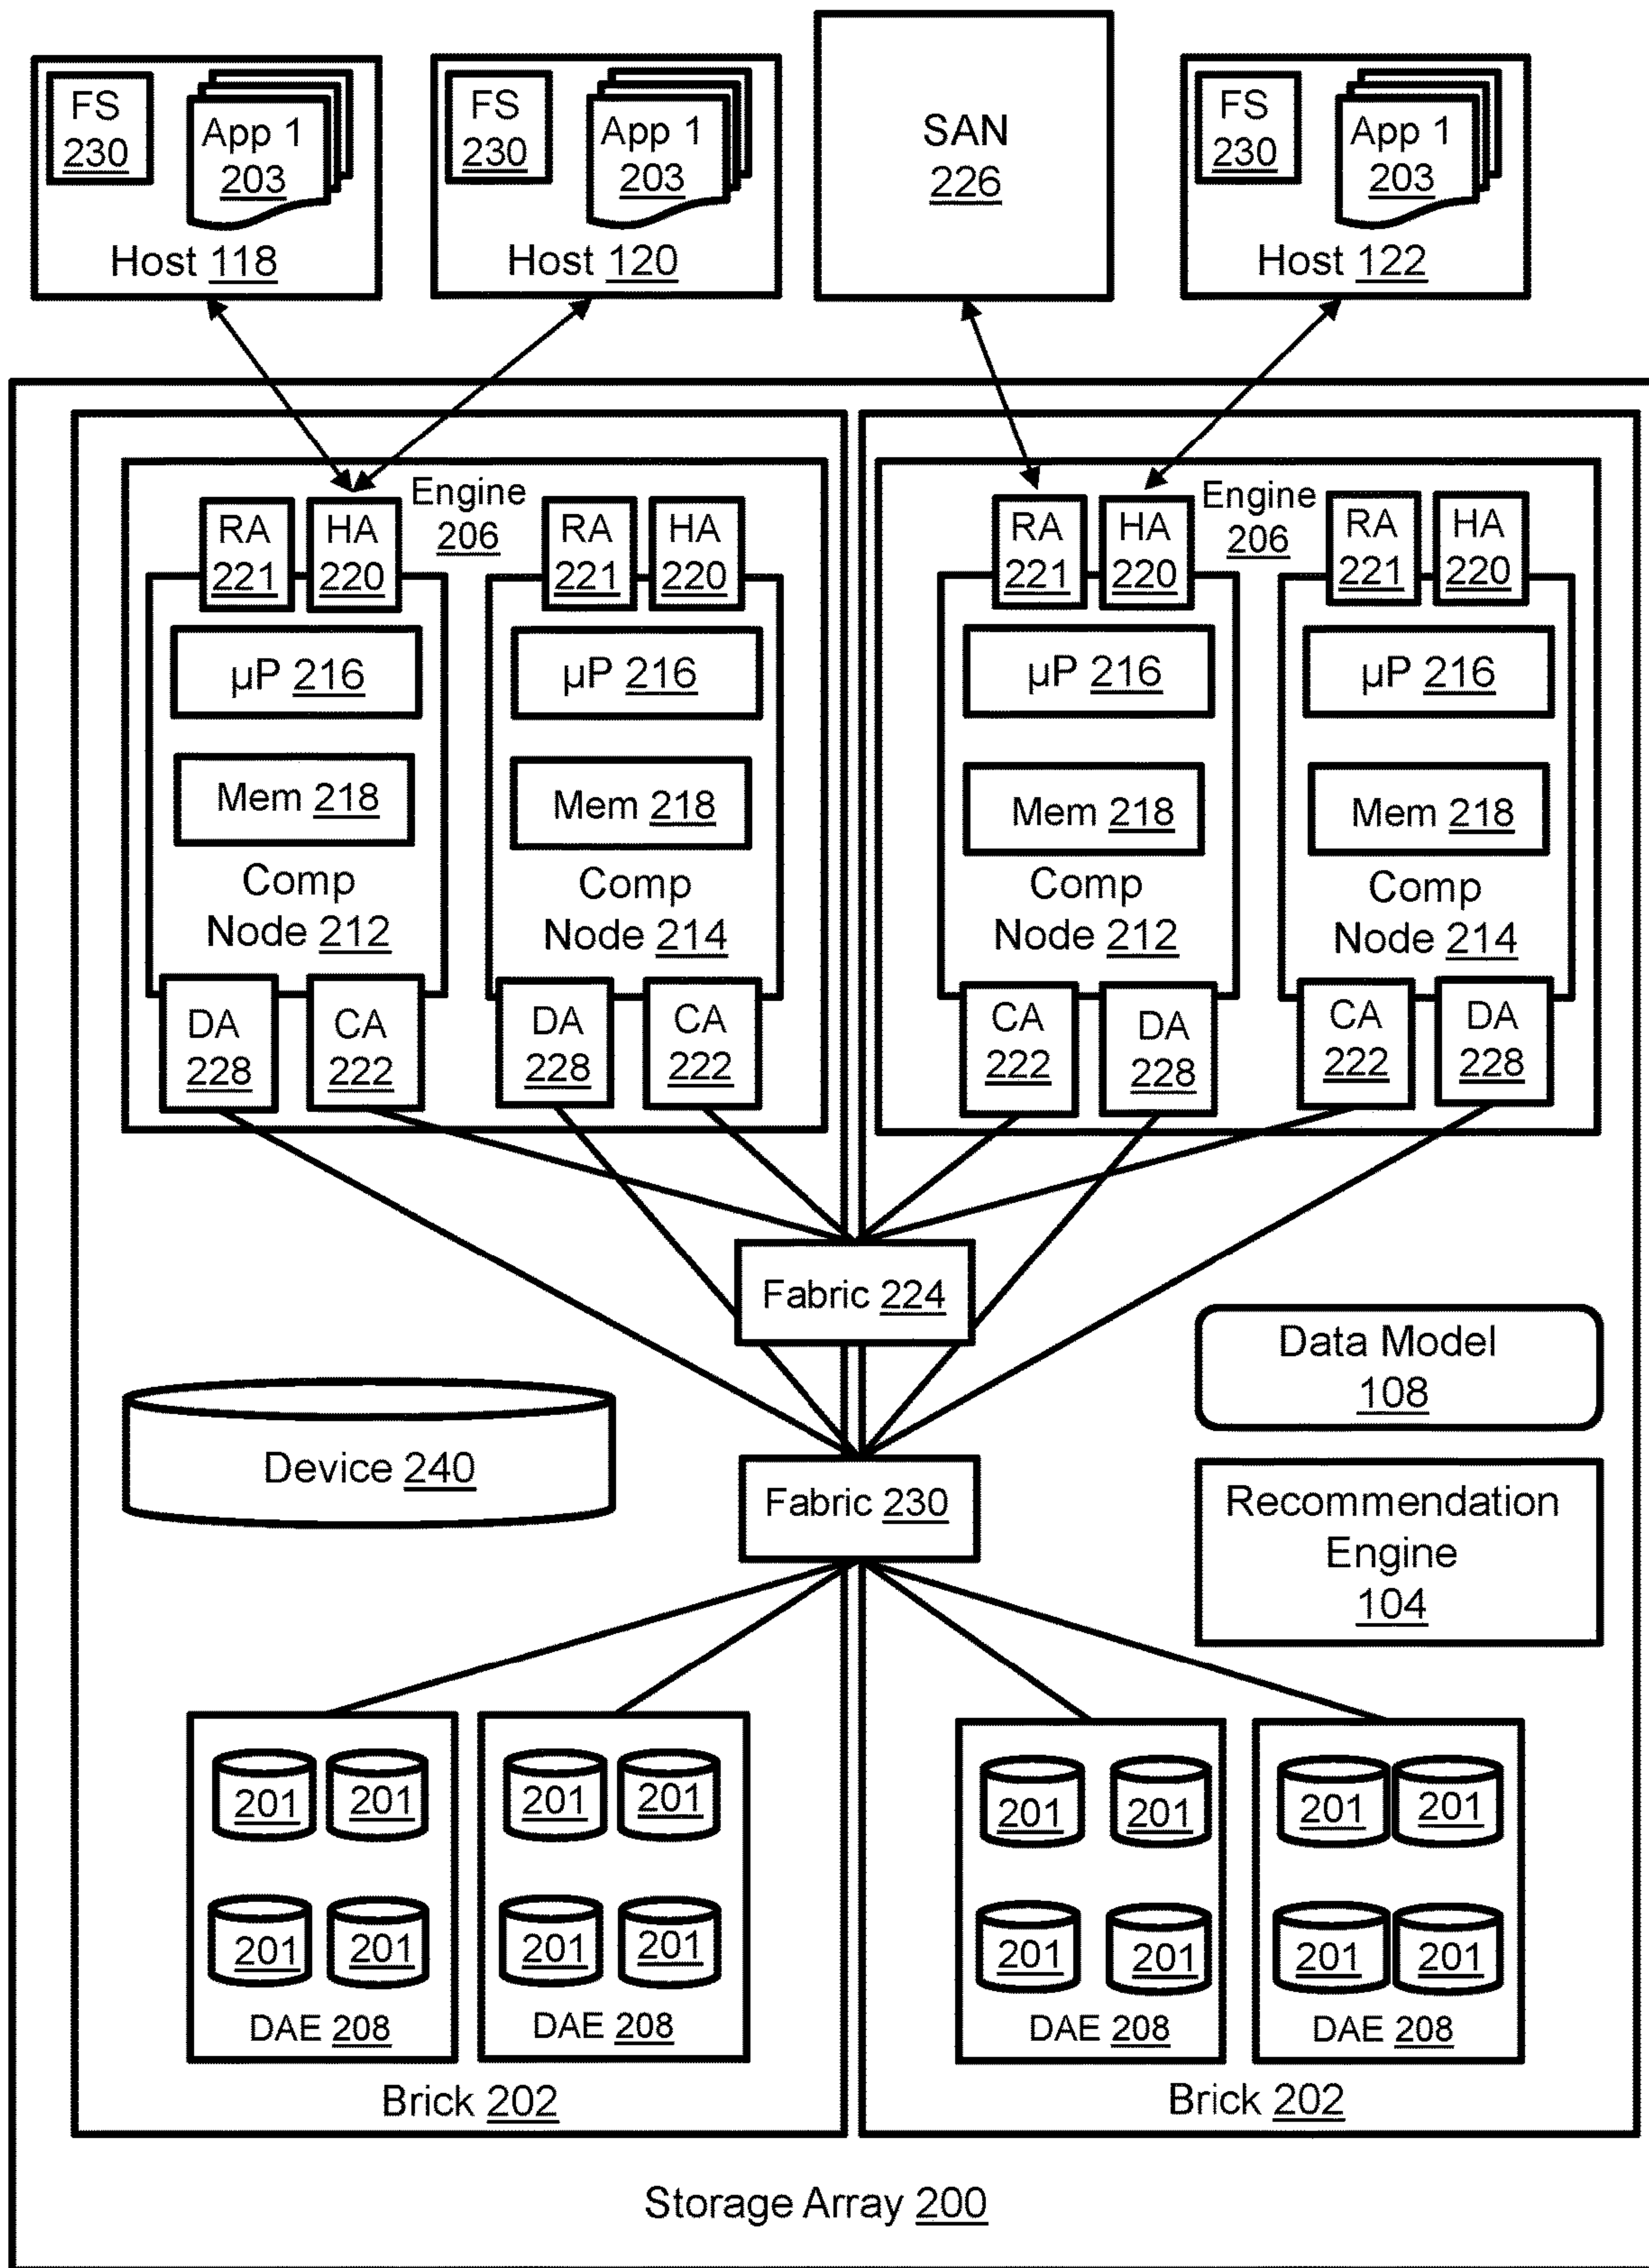 FS
230
App 1
203
Host 118
FS
230
App 1
203
Host 120
SAN
226
FS
230
App 1
203
Host 122
Engine
206
RA
221
HA
220
µP 216
Mem 218
Comp
Node 212
DA
228
CA
222
RA
221
HA
220
µP 216
Mem 218
Comp
Node 214
DA
228
CA
222
Engine
206
RA
221
HA
220
µP 216
Mem 218
Comp
Node 212
CA
222
DA
228
RA
221
HA
220
µP 216
Mem 218
Comp
Node 214
CA
222
DA
228
Fabric 224
Data Model
108
Device 240
Fabric 230
Recommendation
Engine
104
201 201
201 201
DAE 208
201 201
201 201
DAE 208
Brick 202
201 201
201 201
DAE 208
201 201
201 201
DAE 208
Brick 202
Storage Array 200